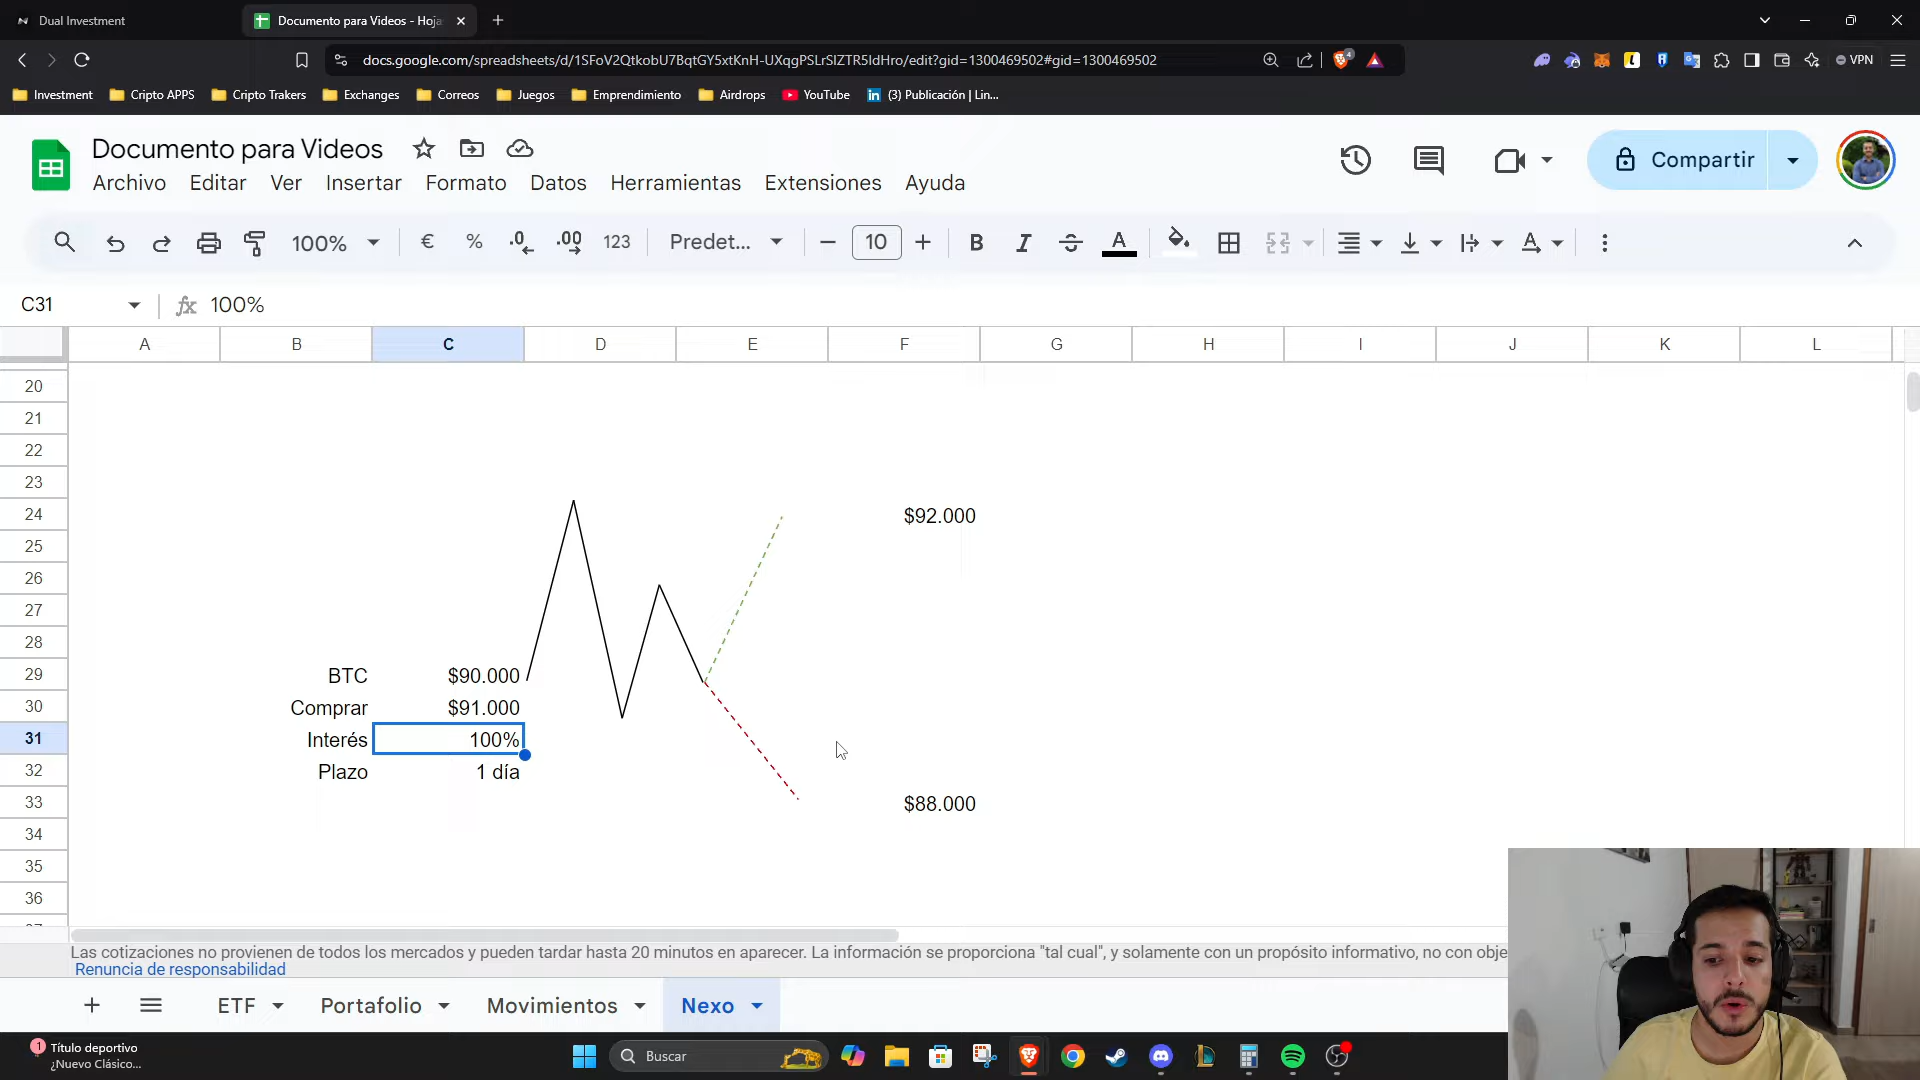 Dual Investment
Documento para Videos - Hoja
docs.google.com/spreadsheets/d/1SFoV2QtkobU7BqtGY5xtKnH-UXqgPSLrSIZTR5IdHro/edit?gid=1300469502#gid=1300469502
4
VPN
Investment
Cripto APPS
Cripto Trakers
Exchanges
Correos
Juegos
Emprendimiento
Airdrops
YouTube
(3) Publicación | Lin...
Documento para Videos
Archivo Editar Ver Insertar Formato Datos Herramientas Extensiones Ayuda
Compartir
100% € % .0 .00 123 Predet... 10 B I A
C31 fx 100%
A B C D E F G H I J K L
20
21
22
23
24 $92.000
25
26
27
28
29 BTC $90.000
30 Comprar $91.000
31 Interés 100%
32 Plazo 1 día
33 $88.000
34
35
36
Las cotizaciones no provienen de todos los mercados y pueden tardar hasta 20 minutos en aparecer. La información se proporciona "tal cual", y solamente con un propósito informativo, no con obje
Renuncia de responsabilidad
ETF
Portafolio
Movimientos
Nexo
1
Título deportivo
¿Nuevo Clásico...
Buscar